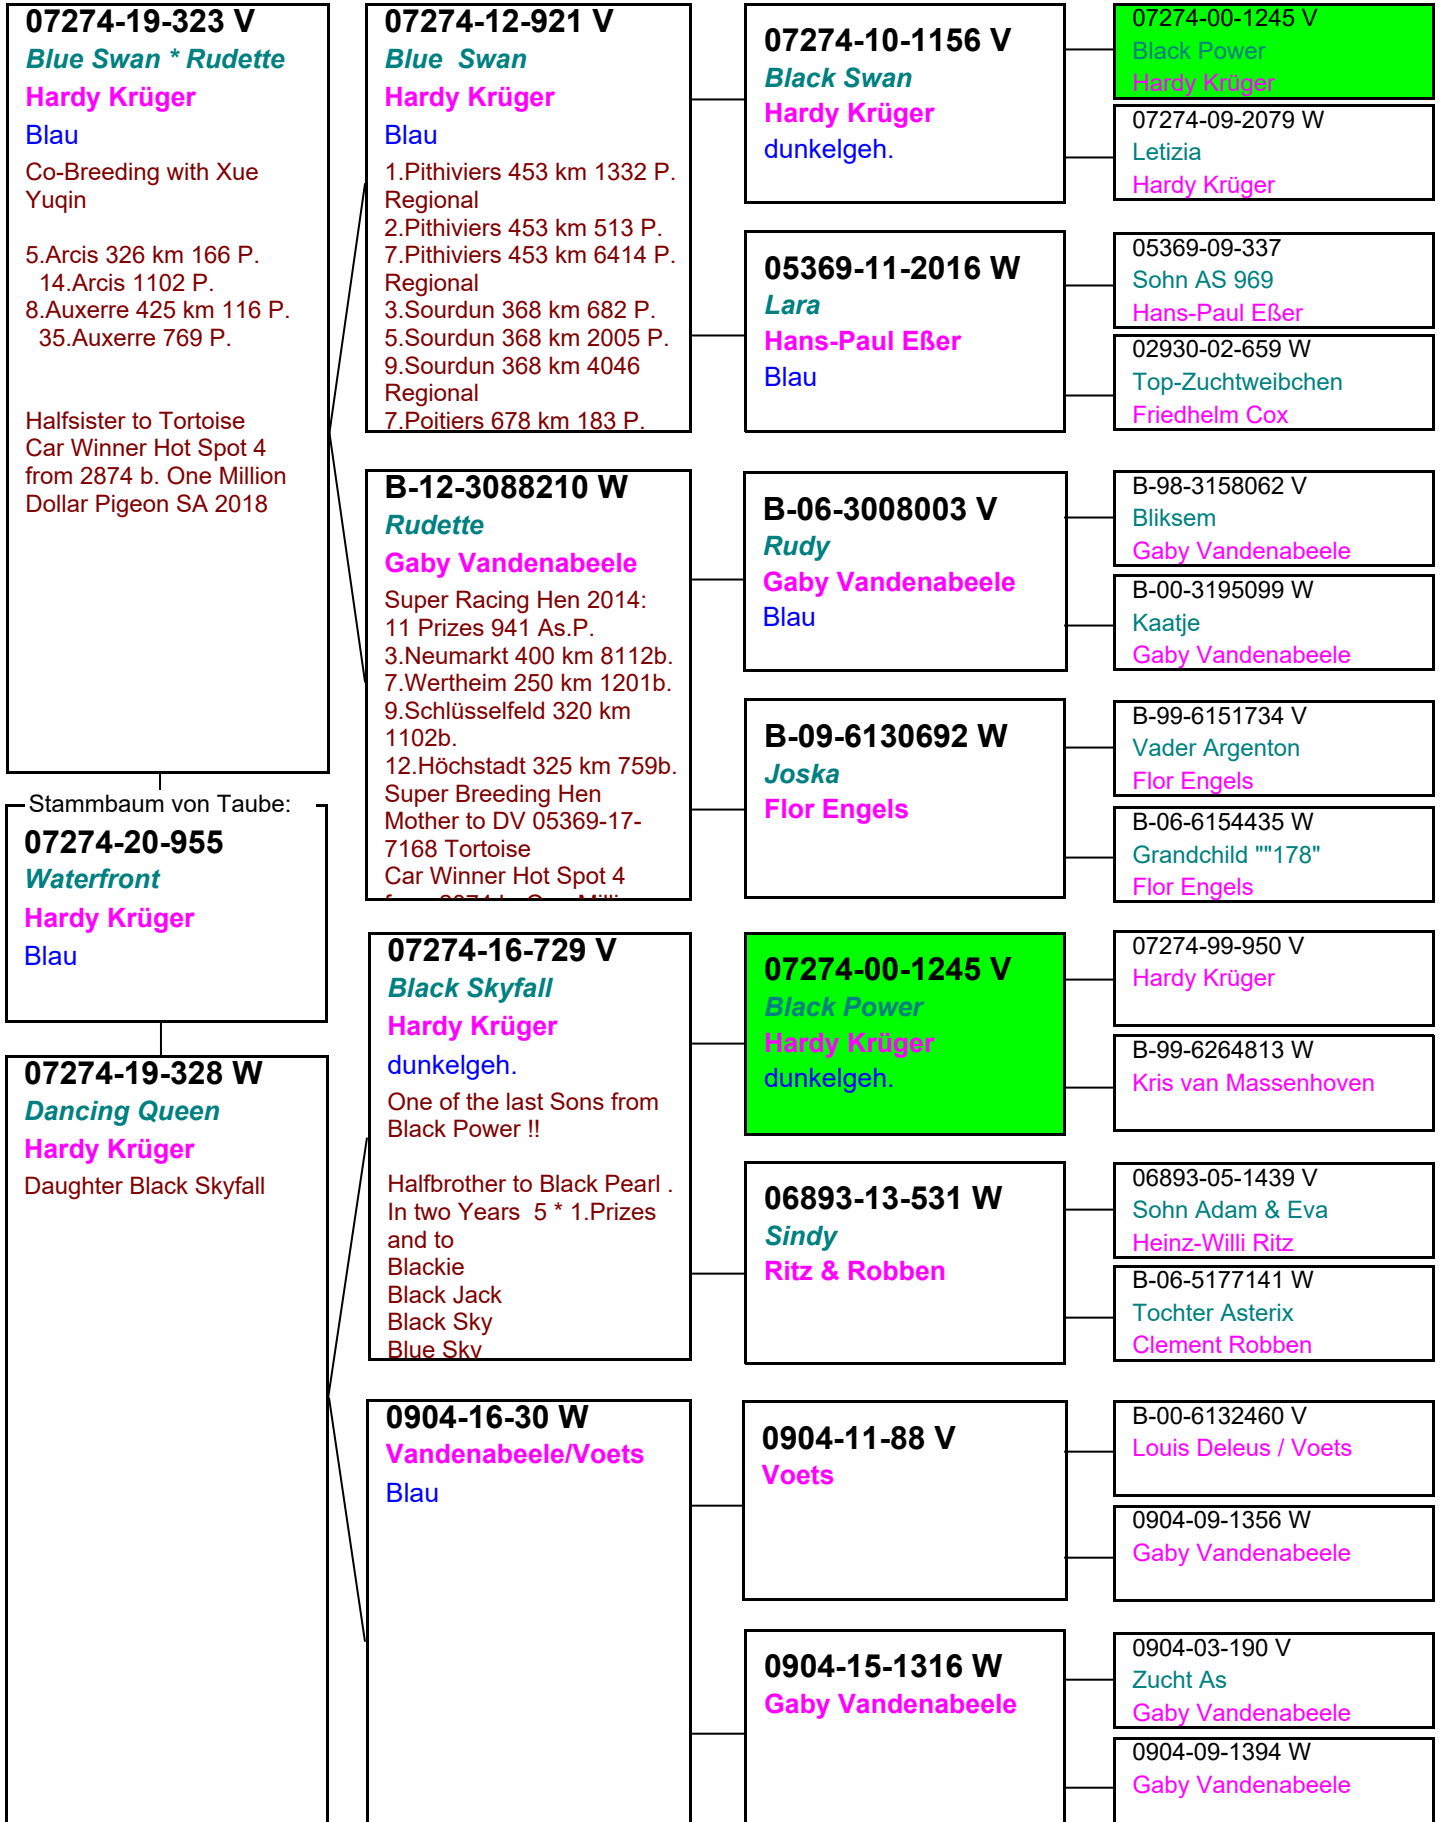 07274-19-323 V
Blue Swan * Rudette
Hardy Krüger
Blau
Co-Breeding with Xue
Yuqin
5.Arcis 326 km 166 P.
14.Arcis 1102 P.
8.Auxerre 425 km 116 P.
35.Auxerre 769 P.
Halfsister to Tortoise
Car Winner Hot Spot 4
from 2874 b. One Million
Dollar Pigeon SA 2018
Stammbaum von Taube:
07274-20-955
Waterfront
Hardy Krüger
Blau
07274-19-328 W
Dancing Queen
Hardy Krüger
Daughter Black Skyfall
07274-12-921 V
Blue  Swan
Hardy Krüger
Blau
1.Pithiviers 453 km 1332 P.
Regional
2.Pithiviers 453 km 513 P.
7.Pithiviers 453 km 6414 P.
Regional
3.Sourdun 368 km 682 P.
5.Sourdun 368 km 2005 P.
9.Sourdun 368 km 4046
Regional
7.Poitiers 678 km 183 P.
B-12-3088210 W
Rudette
Gaby Vandenabeele
Super Racing Hen 2014:
11 Prizes 941 As.P.
3.Neumarkt 400 km 8112b.
7.Wertheim 250 km 1201b.
9.Schlüsselfeld 320 km
1102b.
12.Höchstadt 325 km 759b.
Super Breeding Hen
Mother to DV 05369-17-
7168 Tortoise
Car Winner Hot Spot 4
07274-16-729 V
Black Skyfall
Hardy Krüger
dunkelgeh.
One of the last Sons from
Black Power !!
Halfbrother to Black Pearl .
In two Years  5 * 1.Prizes
and to
Blackie
Black Jack
Black Sky
Blue Sky
0904-16-30 W
Vandenabeele/Voets
Blau
07274-10-1156 V
Black Swan
Hardy Krüger
dunkelgeh.
05369-11-2016 W
Lara
Hans-Paul Eßer
Blau
B-06-3008003 V
Rudy
Gaby Vandenabeele
Blau
B-09-6130692 W
Joska
Flor Engels
07274-00-1245 V
Black Power
Hardy Krüger
dunkelgeh.
06893-13-531 W
Sindy
Ritz & Robben
0904-11-88 V
Voets
0904-15-1316 W
Gaby Vandenabeele
07274-00-1245 V
Black Power
Hardy Krüger
07274-09-2079 W
Letizia
Hardy Krüger
05369-09-337
Sohn AS 969
Hans-Paul Eßer
02930-02-659 W
Top-Zuchtweibchen
Friedhelm Cox
B-98-3158062 V
Bliksem
Gaby Vandenabeele
B-00-3195099 W
Kaatje
Gaby Vandenabeele
B-99-6151734 V
Vader Argenton
Flor Engels
B-06-6154435 W
Grandchild ""178"
Flor Engels
07274-99-950 V
Hardy Krüger
B-99-6264813 W
Kris van Massenhoven
06893-05-1439 V
Sohn Adam & Eva
Heinz-Willi Ritz
B-06-5177141 W
Tochter Asterix
Clement Robben
B-00-6132460 V
Louis Deleus / Voets
0904-09-1356 W
Gaby Vandenabeele
0904-03-190 V
Zucht As
Gaby Vandenabeele
0904-09-1394 W
Gaby Vandenabeele